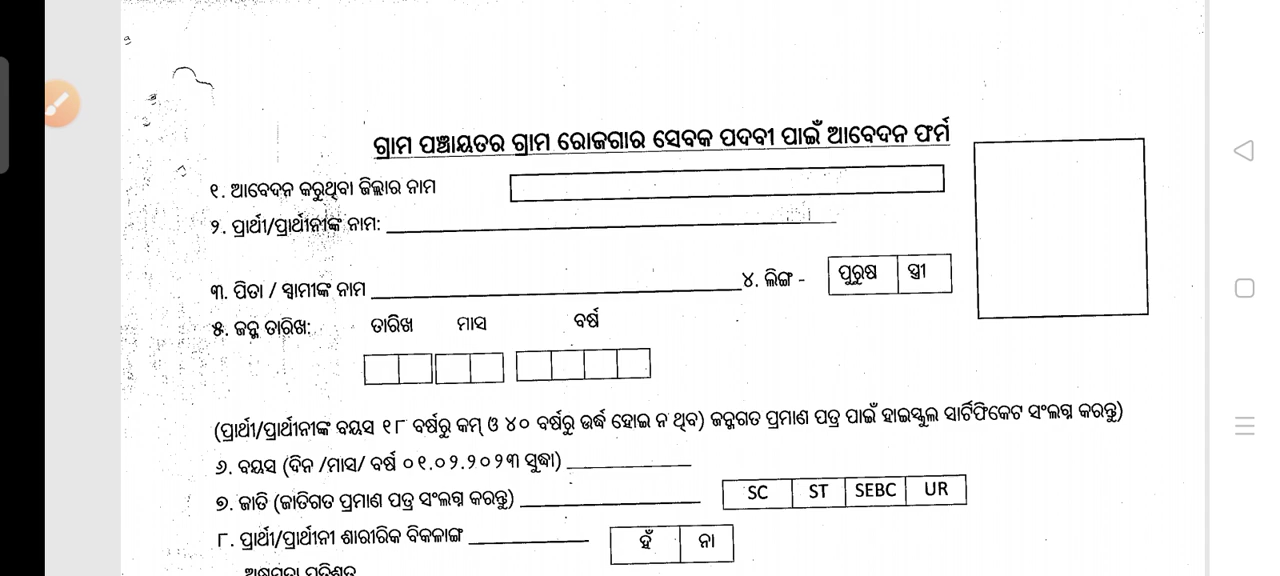 ଗ୍ରାମ ପଞ୍ଚାୟତର ଗ୍ରାମ ରୋଜଗାର ସେବକ ପଦବୀ ପାଇଁ ଆବେଦନ ଫର୍ମ
୧. ଆବେଦନ କରୁଥିବା ଜିଲ୍ଲାର ନାମ
୨. ପ୍ରାର୍ଥୀ/ପ୍ରାର୍ଥୀନୀଙ୍କ ନାମ:
୩. ପିତା / ସ୍ୱାମୀଙ୍କ ନାମ ୪. ଲିଙ୍ଗ - ପୁରୁଷ ସ୍ତ୍ରୀ
୫. ଜନ୍ମ ତାରିଖ: ତାରିଖ ମାସ ବର୍ଷ
(ପ୍ରାର୍ଥୀ/ପ୍ରାର୍ଥୀନୀଙ୍କ ବୟସ ୧୮ ବର୍ଷରୁ କମ୍ ଓ ୪୦ ବର୍ଷରୁ ଉର୍ଦ୍ଧ ହୋଇ ନ ଥିବ) ଜନ୍ମଗତ ପ୍ରମାଣ ପତ୍ର ପାଇଁ ହାଇସ୍କୁଲ ସାର୍ଟିଫିକେଟ ସଂଲଗ୍ନ କରନ୍ତୁ)
୬. ବୟସ (ଦିନ /ମାସ/ ବର୍ଷ ୦୧.୦୨.୨୦୨୩ ସୁଦ୍ଧା)
୭. ଜାତି (ଜାତିଗତ ପ୍ରମାଣ ପତ୍ର ସଂଲଗ୍ନ କରନ୍ତୁ) SC ST SEBC UR
୮. ପ୍ରାର୍ଥୀ/ପ୍ରାର୍ଥୀନୀ ଶାରୀରିକ ବିକଳାଙ୍ଗ ହଁ ନା